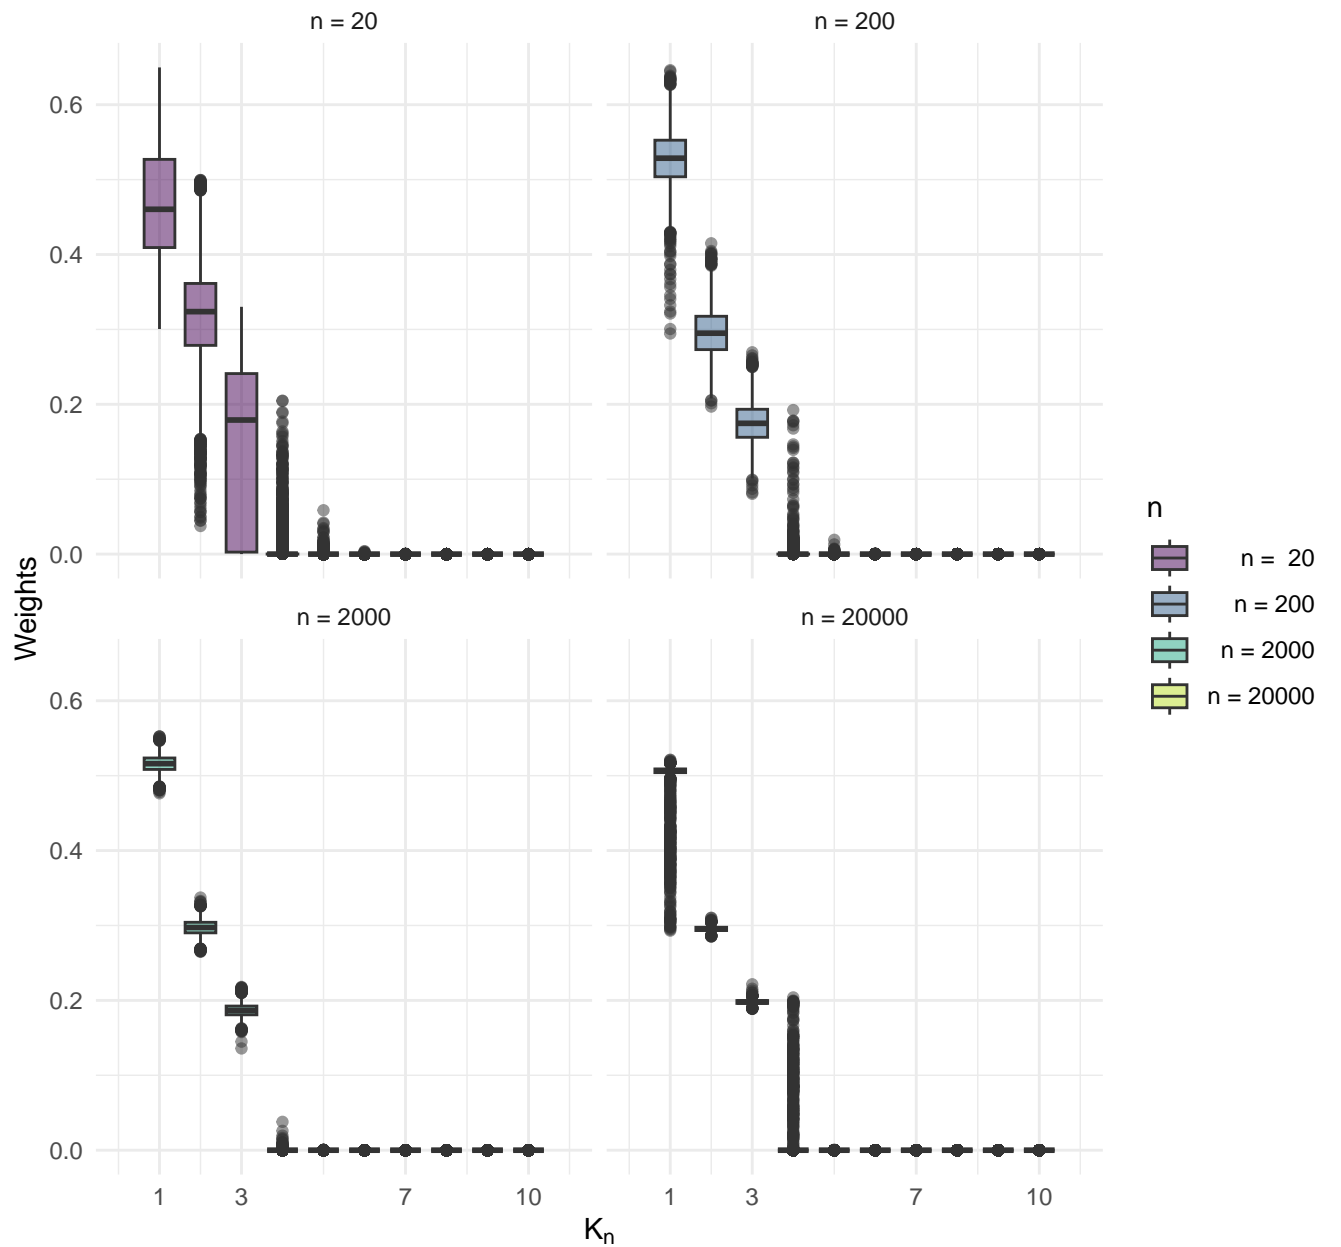 n = 20
n = 200
0.6
0.4
0.2
0.0
Weights
n = 2000
n = 20000
0.6
0.4
0.2
0.0
1 3 7 10
1 3 7 10
Kn
n
n = 20
n = 200
n = 2000
n = 20000